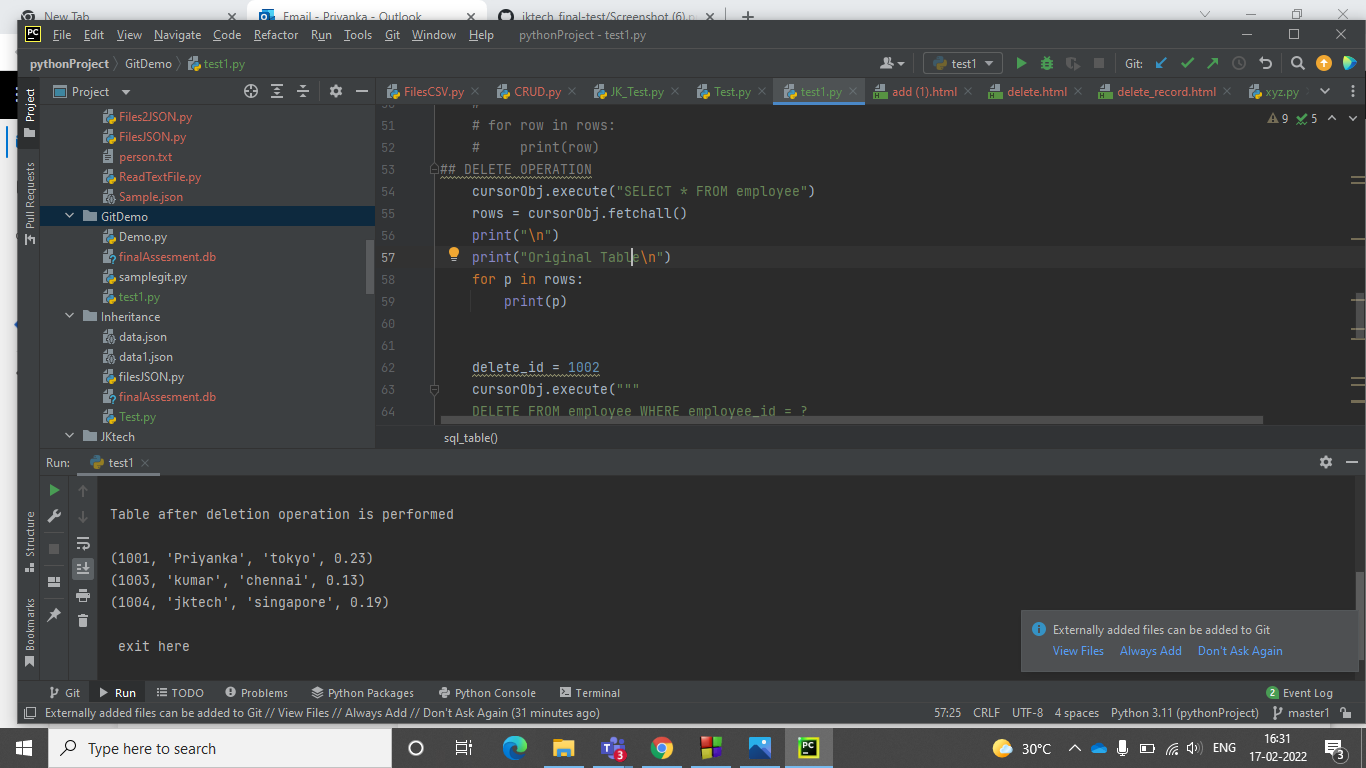 New Tab
Email - Priyanka - Outlook
jktech_final-test/Screenshot (6).p
PC File Edit View Navigate Code Refactor Run Tools Git Window Help pythonProject - test1.py
pythonProject GitDemo test1.py
test1
Git:
Project
FilesCSV.py CRUD.py JK_Test.py Test.py test1.py add (1).html delete.html delete_record.html xyz.py
Project
Pull Requests
Structure
Bookmarks
Files2JSON.py
FilesJSON.py
person.txt
ReadTextFile.py
Sample.json
GitDemo
Demo.py
finalAssesment.db
samplegit.py
test1.py
Inheritance
data.json
data1.json
filesJSON.py
finalAssesment.db
Test.py
JKtech
9 5
50 #
51 # for row in rows:
52 #     print(row)
53 ## DELETE OPERATION
54 cursorObj.execute("SELECT * FROM employee")
55 rows = cursorObj.fetchall()
56 print("\n")
57 print("Original Table\n")
58 for p in rows:
59     print(p)
60
61
62 delete_id = 1002
63 cursorObj.execute("""
64 DELETE FROM employee WHERE employee_id = ?
sql_table()
Run: test1
Table after deletion operation is performed
(1001, 'Priyanka', 'tokyo', 0.23)
(1003, 'kumar', 'chennai', 0.13)
(1004, 'jktech', 'singapore', 0.19)
exit here
Externally added files can be added to Git
View Files Always Add Don't Ask Again
Git Run TODO Problems Python Packages Python Console Terminal
2 Event Log
Externally added files can be added to Git // View Files // Always Add // Don't Ask Again (31 minutes ago)
57:25 CRLF UTF-8 4 spaces Python 3.11 (pythonProject) master1
Type here to search
3
PC
30°C
ENG
16:31
17-02-2022
3